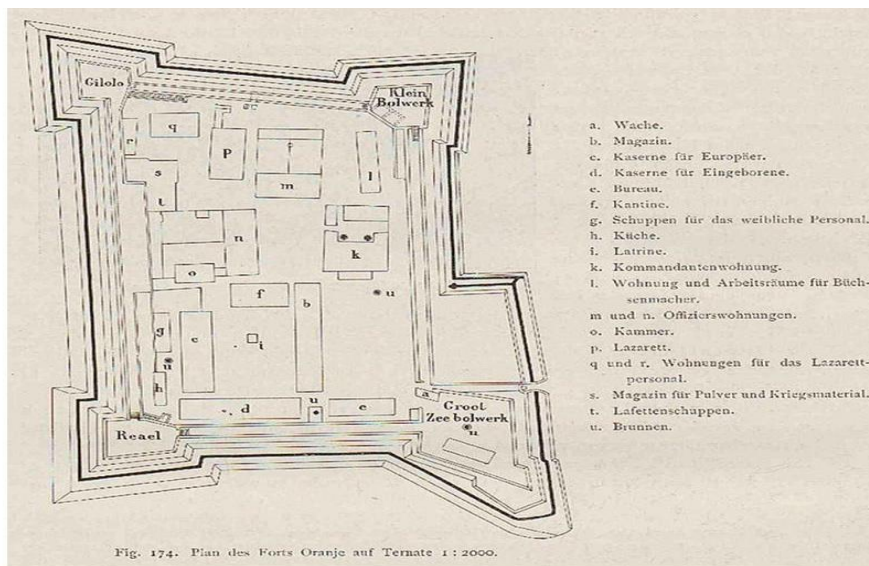 Gilolo
Klein
Bolwerk
q
r
p
m
l
s
t
n
k
o
u
f
b
g
c
i
u
h
a
u
d
e
Groot
Zee bolwerk
u
Reael
a. Wache.
b. Magazin.
c. Kaserne für Europäer.
d. Kaserne für Eingeborene.
e. Bureau.
f. Kantine.
g. Schuppen für das weibliche Personal.
h. Küche.
i. Latrine.
k. Kommandantenwohnung.
l. Wohnung und Arbeitsräume für Büch-
senmacher.
m und n. Offizierswohnungen.
o. Kammer.
p. Lazarett.
q und r. Wohnungen für das Lazarett-
personal.
s. Magazin für Pulver und Kriegsmaterial.
t. Lafettenschuppen.
u. Brunnen.
Fig. 174. Plan des Forts Oranje auf Ternate 1 : 2000.